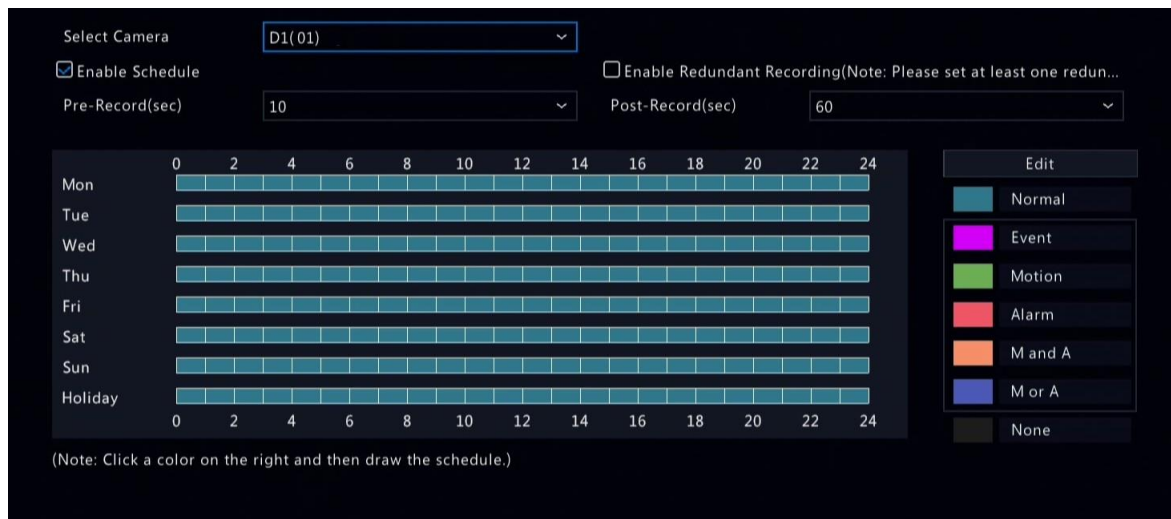 Select Camera D1(01)
Enable Schedule Enable Redundant Recording(Note: Please set at least one redun...
Pre-Record(sec) 10 Post-Record(sec) 60
0 2 4 6 8 10 12 14 16 18 20 22 24 Edit
Mon
Normal
Tue
Event
Wed
Thu Motion
Fri
Alarm
Sat
M and A
Sun
Holiday M or A
0 2 4 6 8 10 12 14 16 18 20 22 24
None
(Note: Click a color on the right and then draw the schedule.)